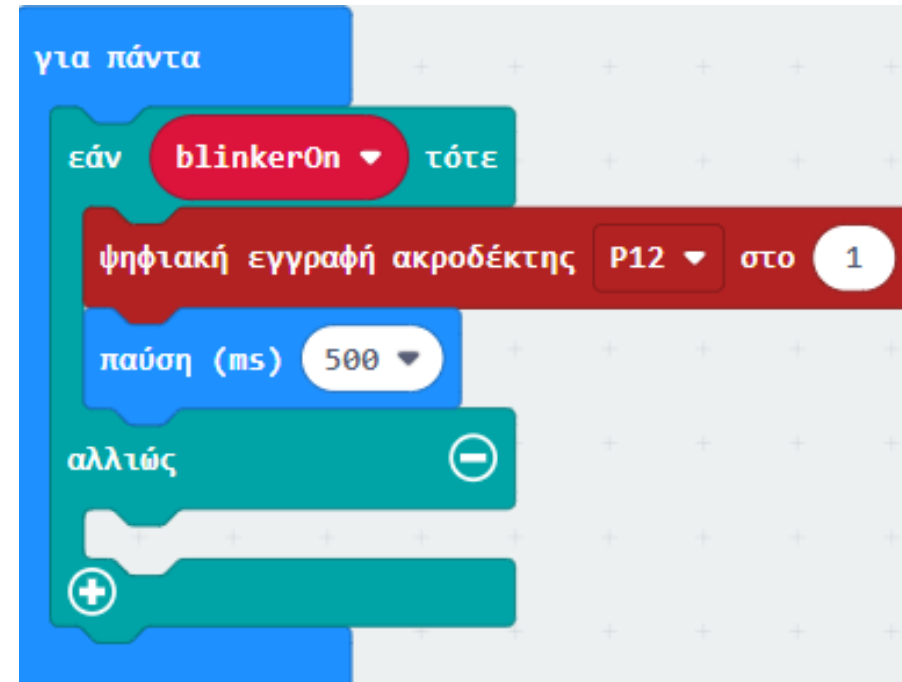 για πάντα
εάν blinkerOn τότε
ψηφιακή εγγραφή ακροδέκτης P12 στο 1
παύση (ms) 500
αλλιώς